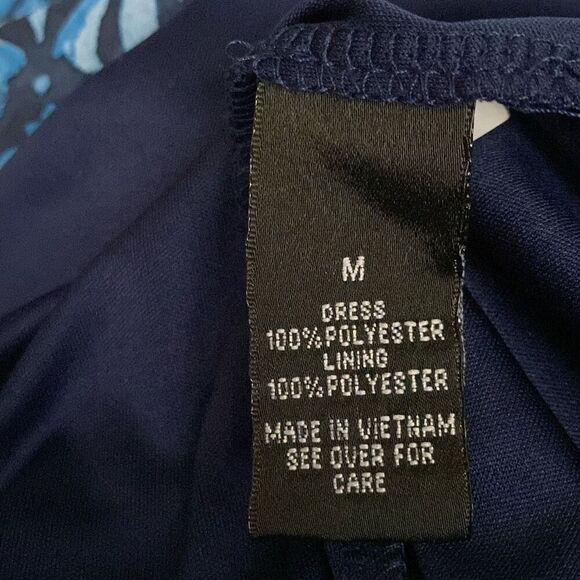 M
DRESS
100%POLYESTER
LINING
100%POLYESTER
MADE IN VIETNAM
SEE OVER FOR
CARE